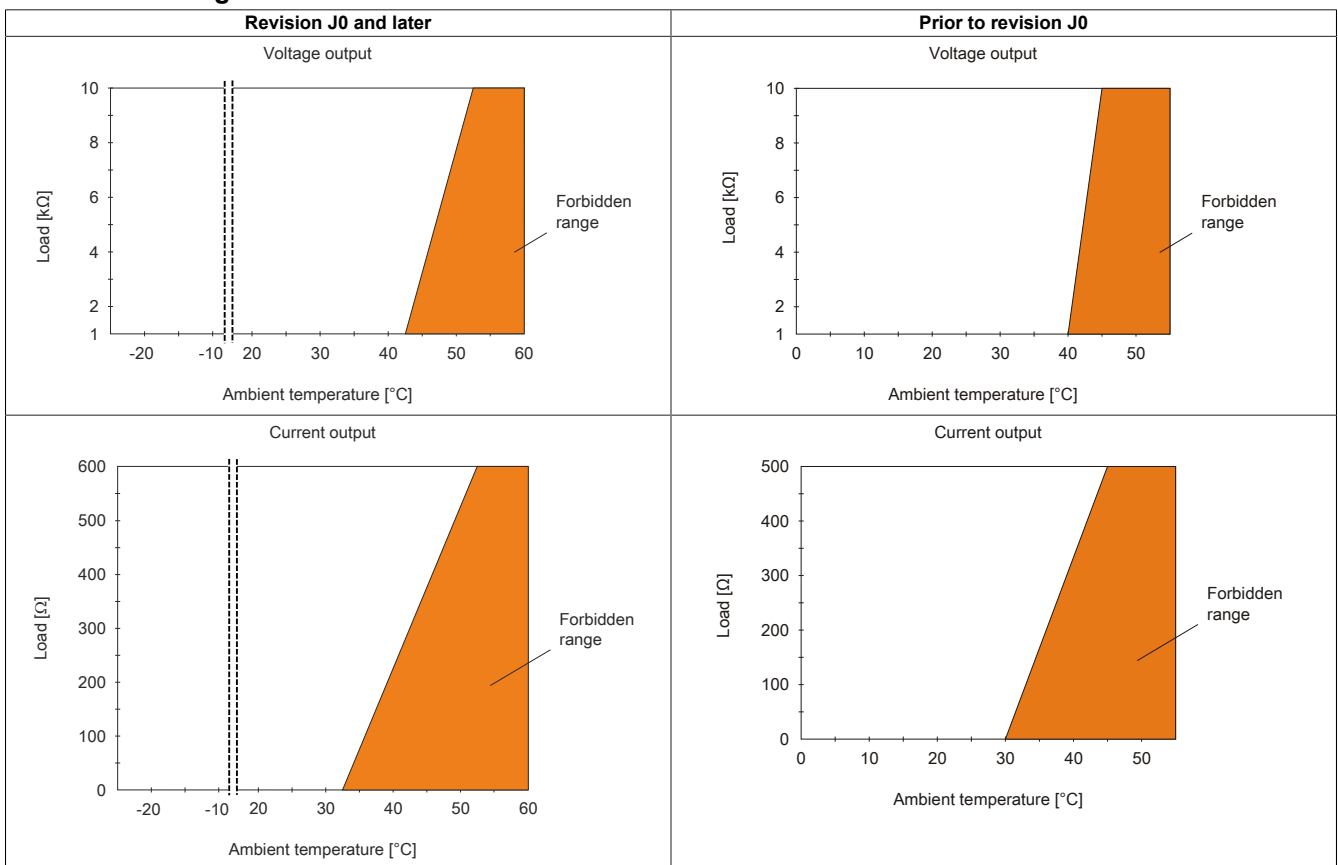 Revision J0 and later
Prior to revision J0
Voltage output
10
8
6
4
2
1
Load [kΩ]
Forbidden
range
-20 -10 20 30 40 50 60
Ambient temperature [°C]
Voltage output
10
8
6
4
2
1
Load [kΩ]
Forbidden
range
0 10 20 30 40 50
Ambient temperature [°C]
Current output
600
500
400
300
200
100
0
Load [Ω]
Forbidden
range
-20 -10 20 30 40 50 60
Ambient temperature [°C]
Current output
500
400
300
200
100
0
Load [Ω]
Forbidden
range
0 10 20 30 40 50
Ambient temperature [°C]